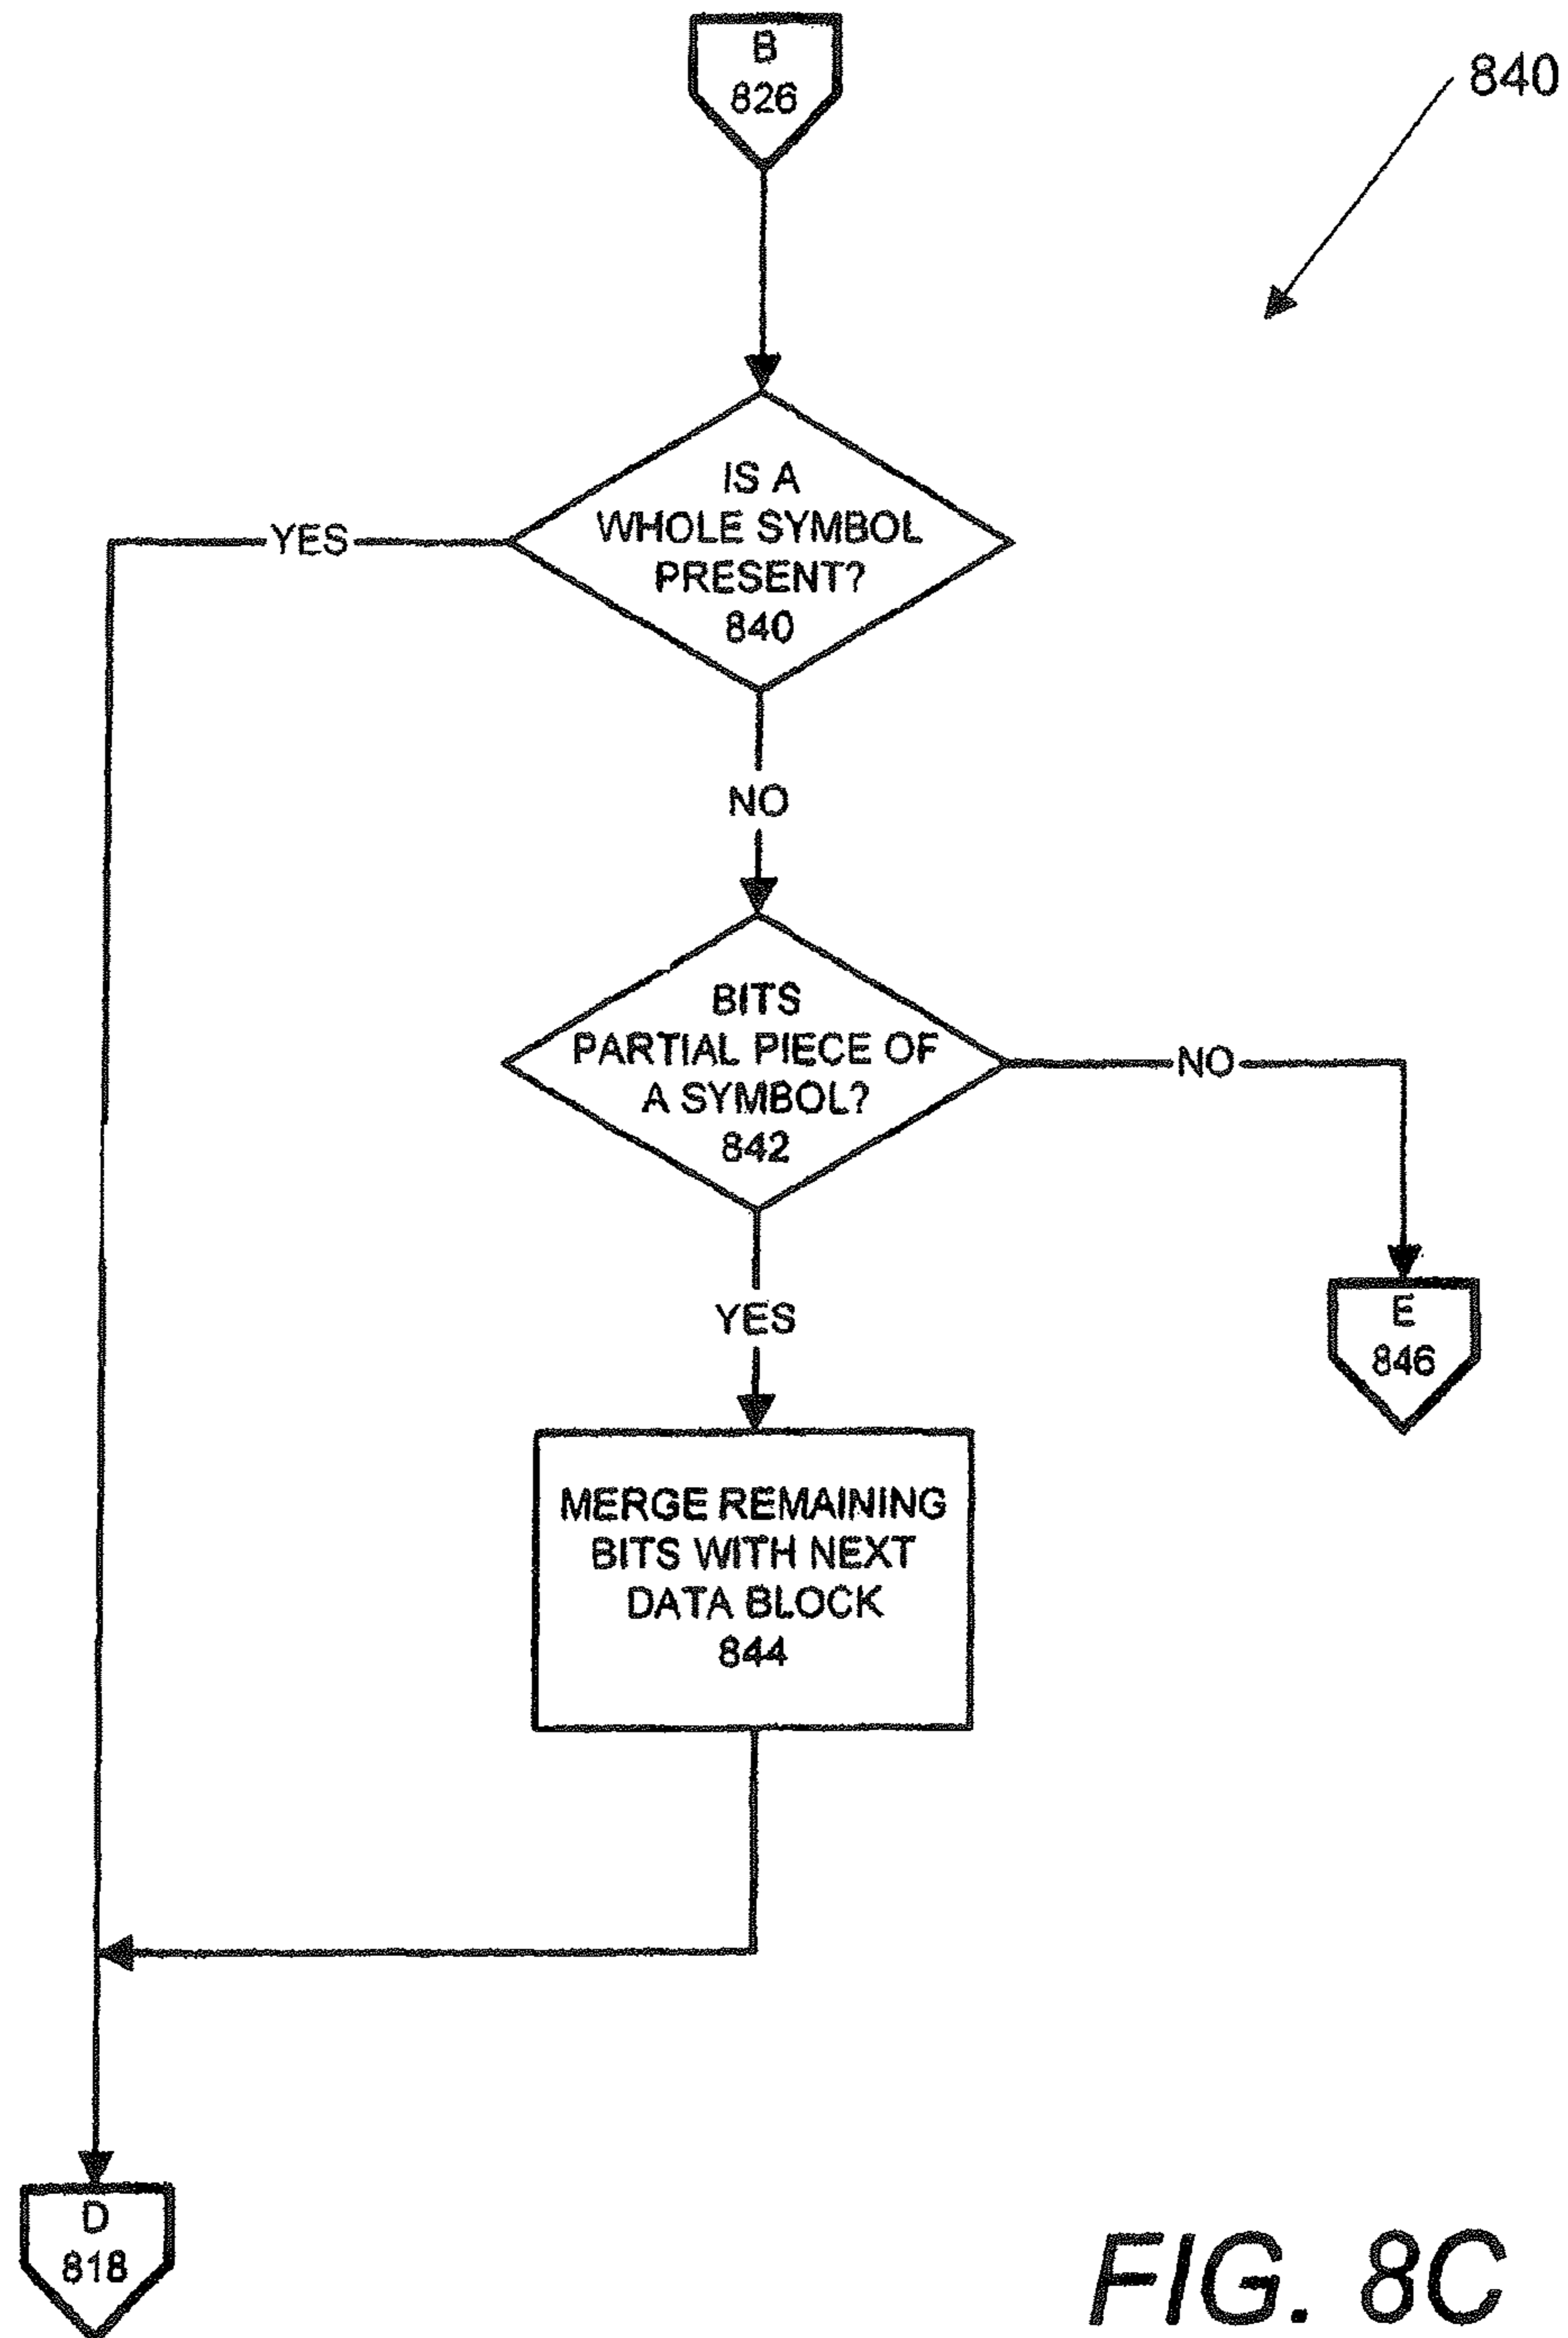 B
826
840
IS A
WHOLE SYMBOL
PRESENT?
840
YES
NO
BITS
PARTIAL PIECE OF
A SYMBOL?
842
NO
YES
E
846
MERGE REMAINING
BITS WITH NEXT
DATA BLOCK
844
D
818
FIG. 8C